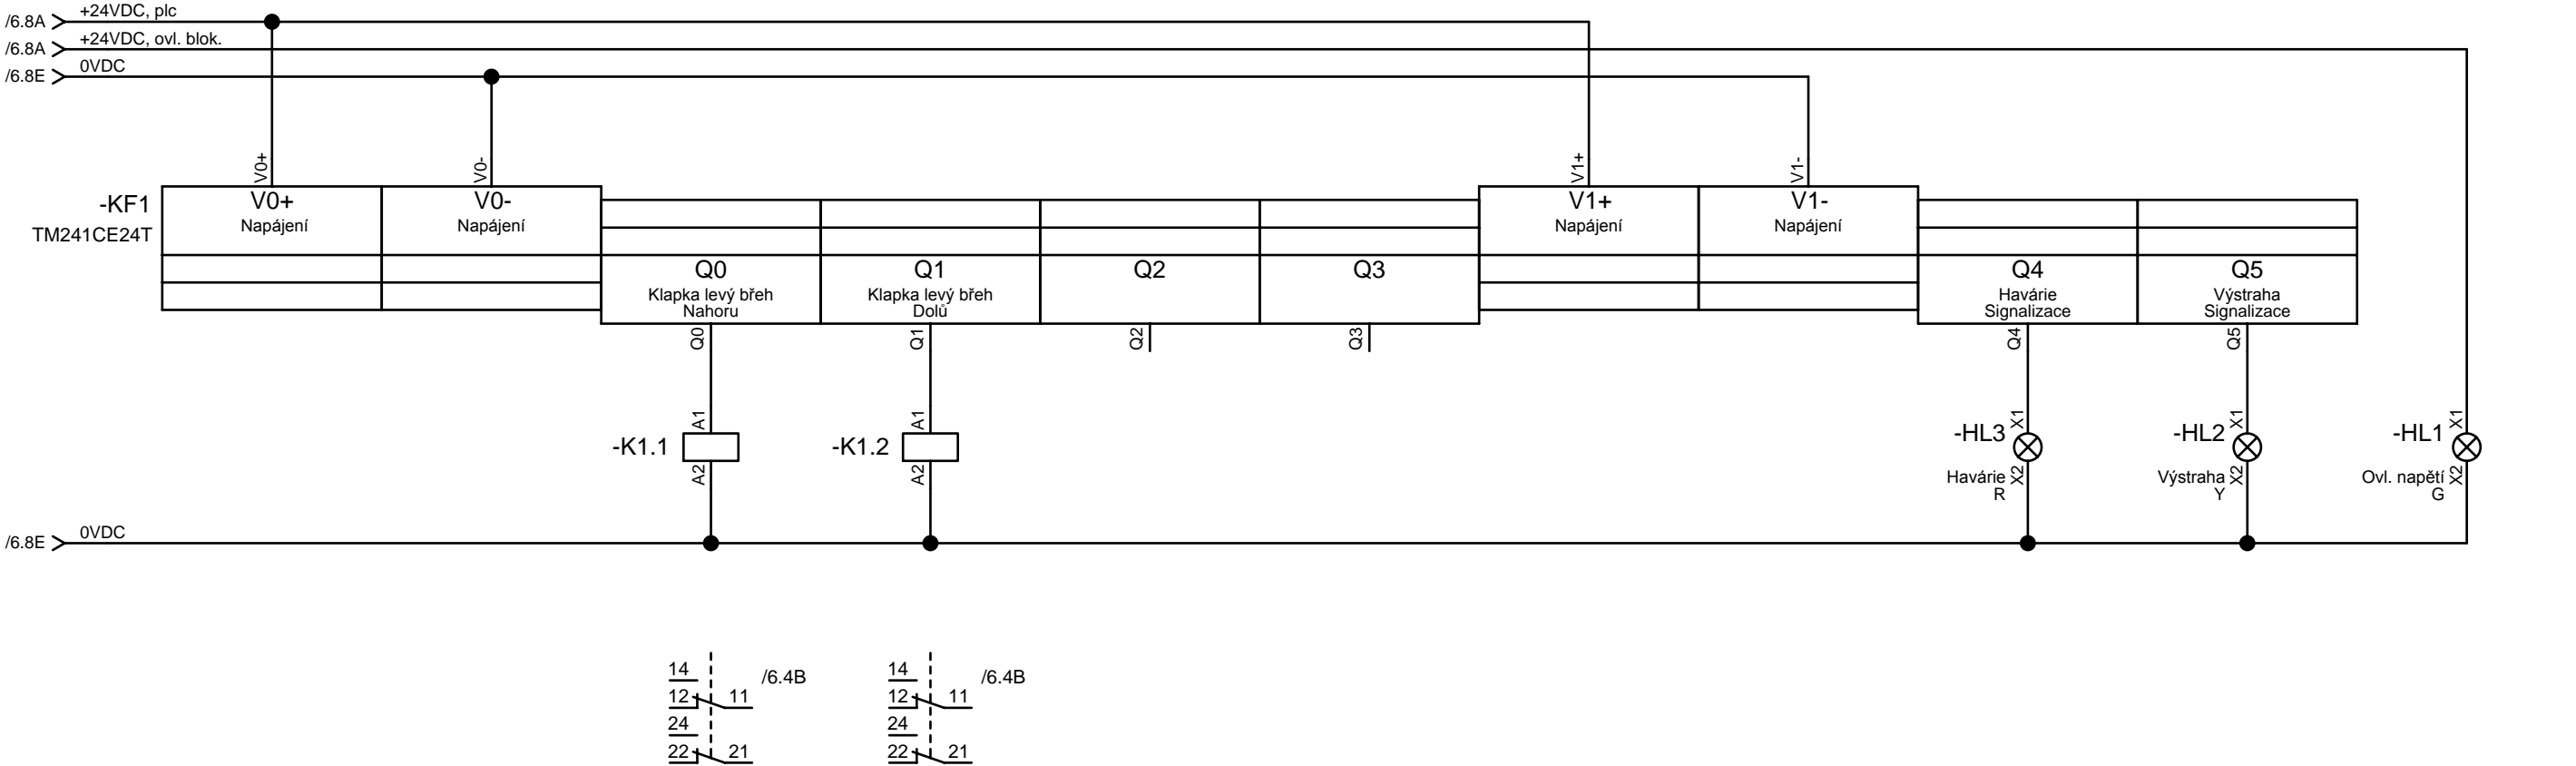 /6.8A +24VDC, plc
/6.8A +24VDC, ovl. blok.
/6.8E 0VDC
V0+ V0- V1+ V1-
-KF1
TM241CE24T
V0+ V0- V1+ V1-
Napájení Napájení Napájení Napájení
Q0 Q1 Q2 Q3 Q4 Q5
Klapka levý břeh Klapka levý břeh Havárie Výstraha
Nahoru Dolů Signalizace Signalizace
Q0 Q1 Q2 Q3 Q4 Q5
A1 A1 X1 X1 X1
-K1.1 -K1.2 -HL3 -HL2 -HL1
A2 A2 X2 X2 X2
Havárie Výstraha Ovl. napětí
R Y G
/6.8E 0VDC
14 /6.4B 14 /6.4B
12 11 12 11
24 24
22 21 22 21